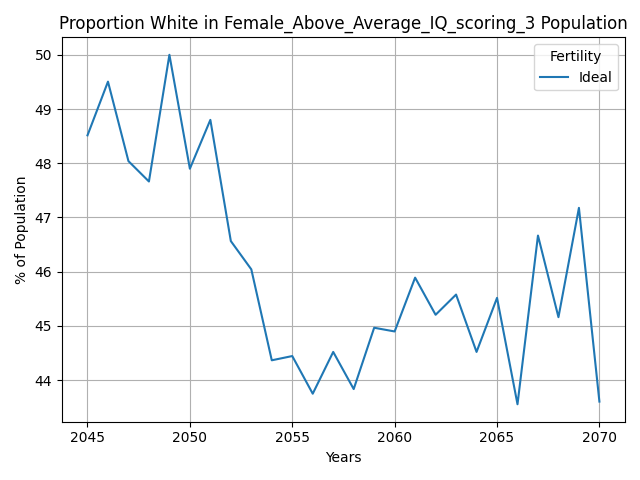 Proportion White in Female_Above_Average_IQ_scoring_3 Population
Fertility
Ideal
% of Population
50
49
48
47
46
45
44
2045
2050
2055
2060
2065
2070
Years